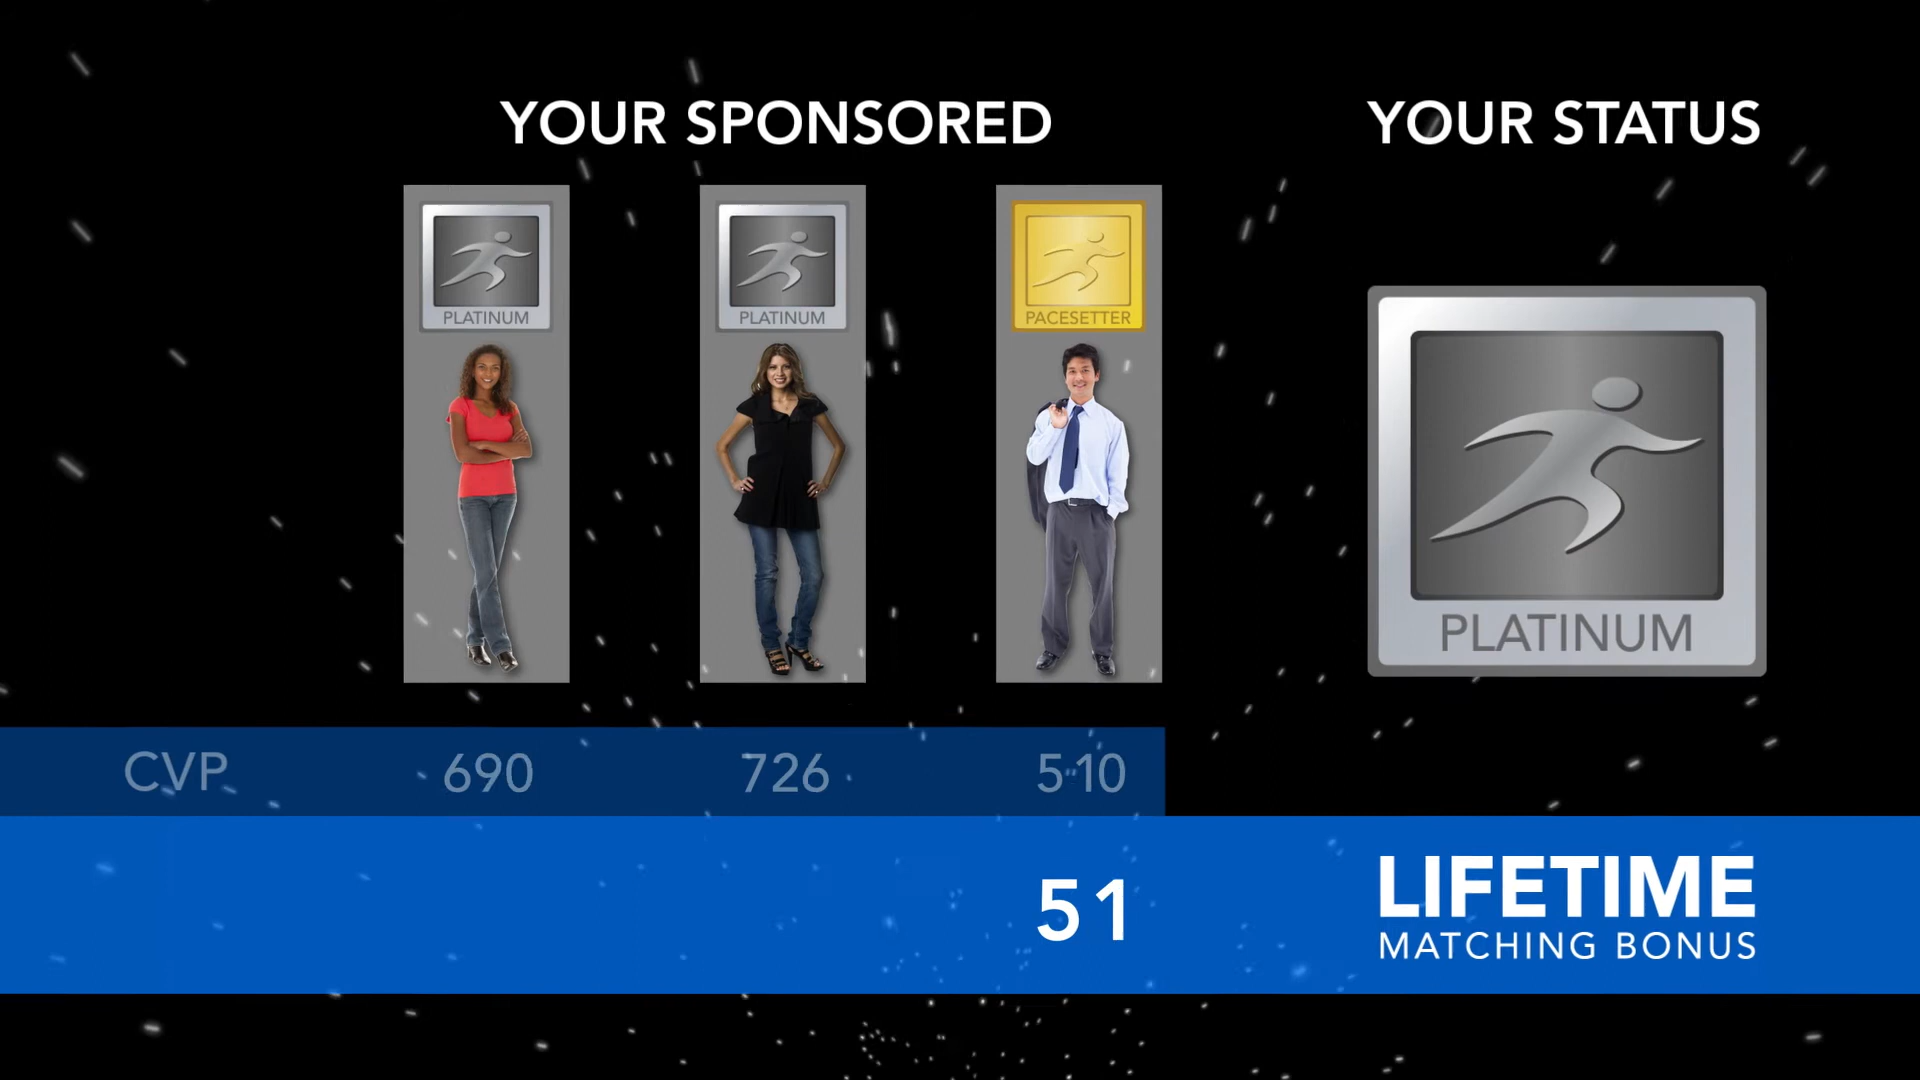 YOUR SPONSORED
YOUR STATUS
PLATINUM
PLATINUM
PACESETTER
PLATINUM
CVP 690 726 510
51
LIFETIME
MATCHING BONUS